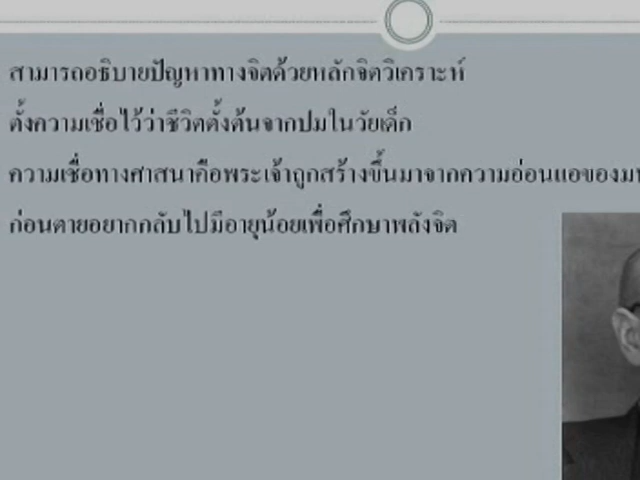 สามารถอธิบายปัญหาทางจิตด้วยหลักจิตวิเคราะห์
ตั้งความเชื่อไว้ว่าชีวิตตั้งต้นจากปมในวัยเด็ก
ความเชื่อทางศาสนาคือพระเจ้าถูกสร้างขึ้นมาจากความอ่อนแอของ
ก่อนตายอยากกลับไปมีอายุน้อยเพื่อศึกษาพลังจิต